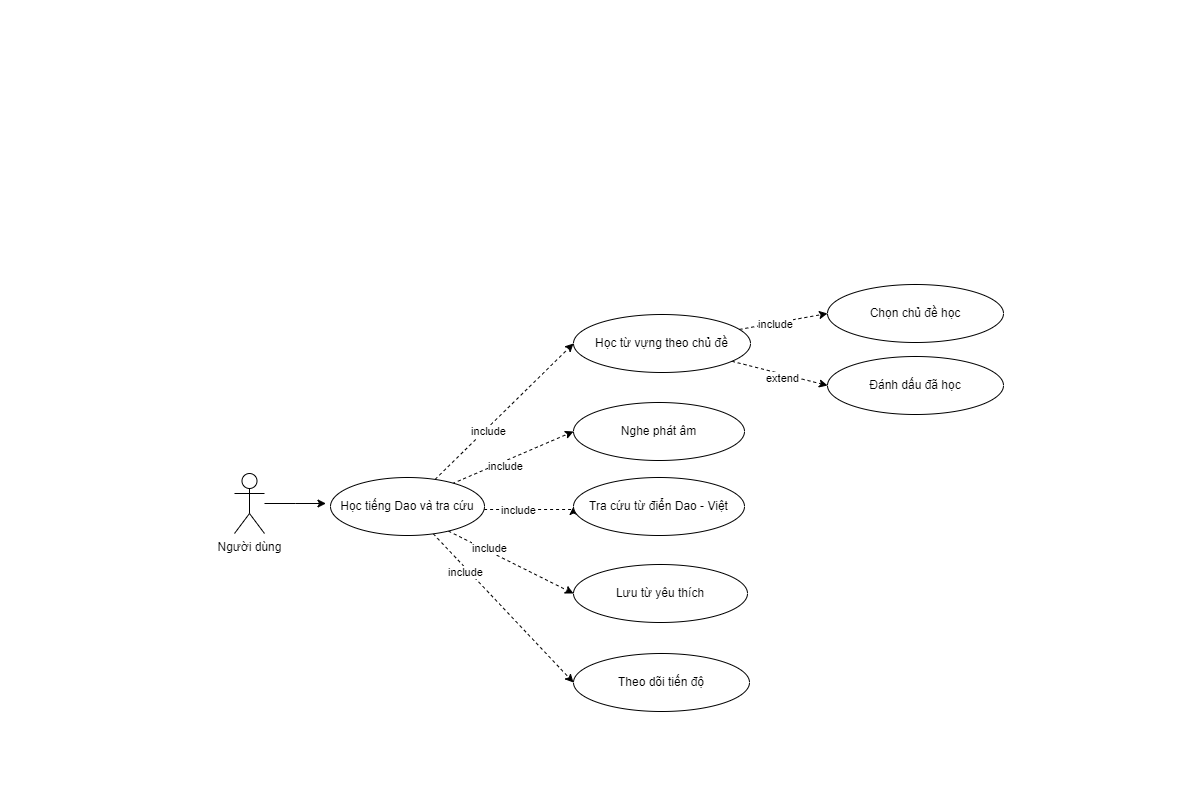 Chọn chủ đề học
include
Học từ vựng theo chủ đề
extend
Đánh dấu đã học
include
Nghe phát âm
include
Học tiếng Dao và tra cứu
include
Tra cứu từ điển Dao - Việt
Người dùng
include
include
Lưu từ yêu thích
Theo dõi tiến độ